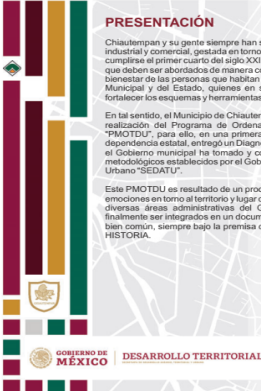 PRESENTACIÓN
Chiautempan y su gente siempre han s
industrial y comercial, gestada en torno
cumplirse el primer cuarto del siglo XXI
que deben ser abordados de manera c
bienestar de las personas que habitan
Municipal y del Estado, quienes en s
fortalecer los esquemas y herramientas
En tal sentido, el Municipio de Chiauter
realización del Programa de Ordena
"PMOTDU", para ello, en una primera
dependencia estatal, entregó un Diagn
el Gobierno municipal ha tomado y co
metodológicos establecidos por el Gob
Urbano "SEDATU".
Este PMOTDU es resultado de un proc
emociones en torno al territorio y lugar c
diversas áreas administrativas del C
finalmente ser integrados en un docum
bien común, siempre bajo la premisa c
HISTORIA.
GOBIERNO DE
MÉXICO
DESARROLLO TERRITORIAL